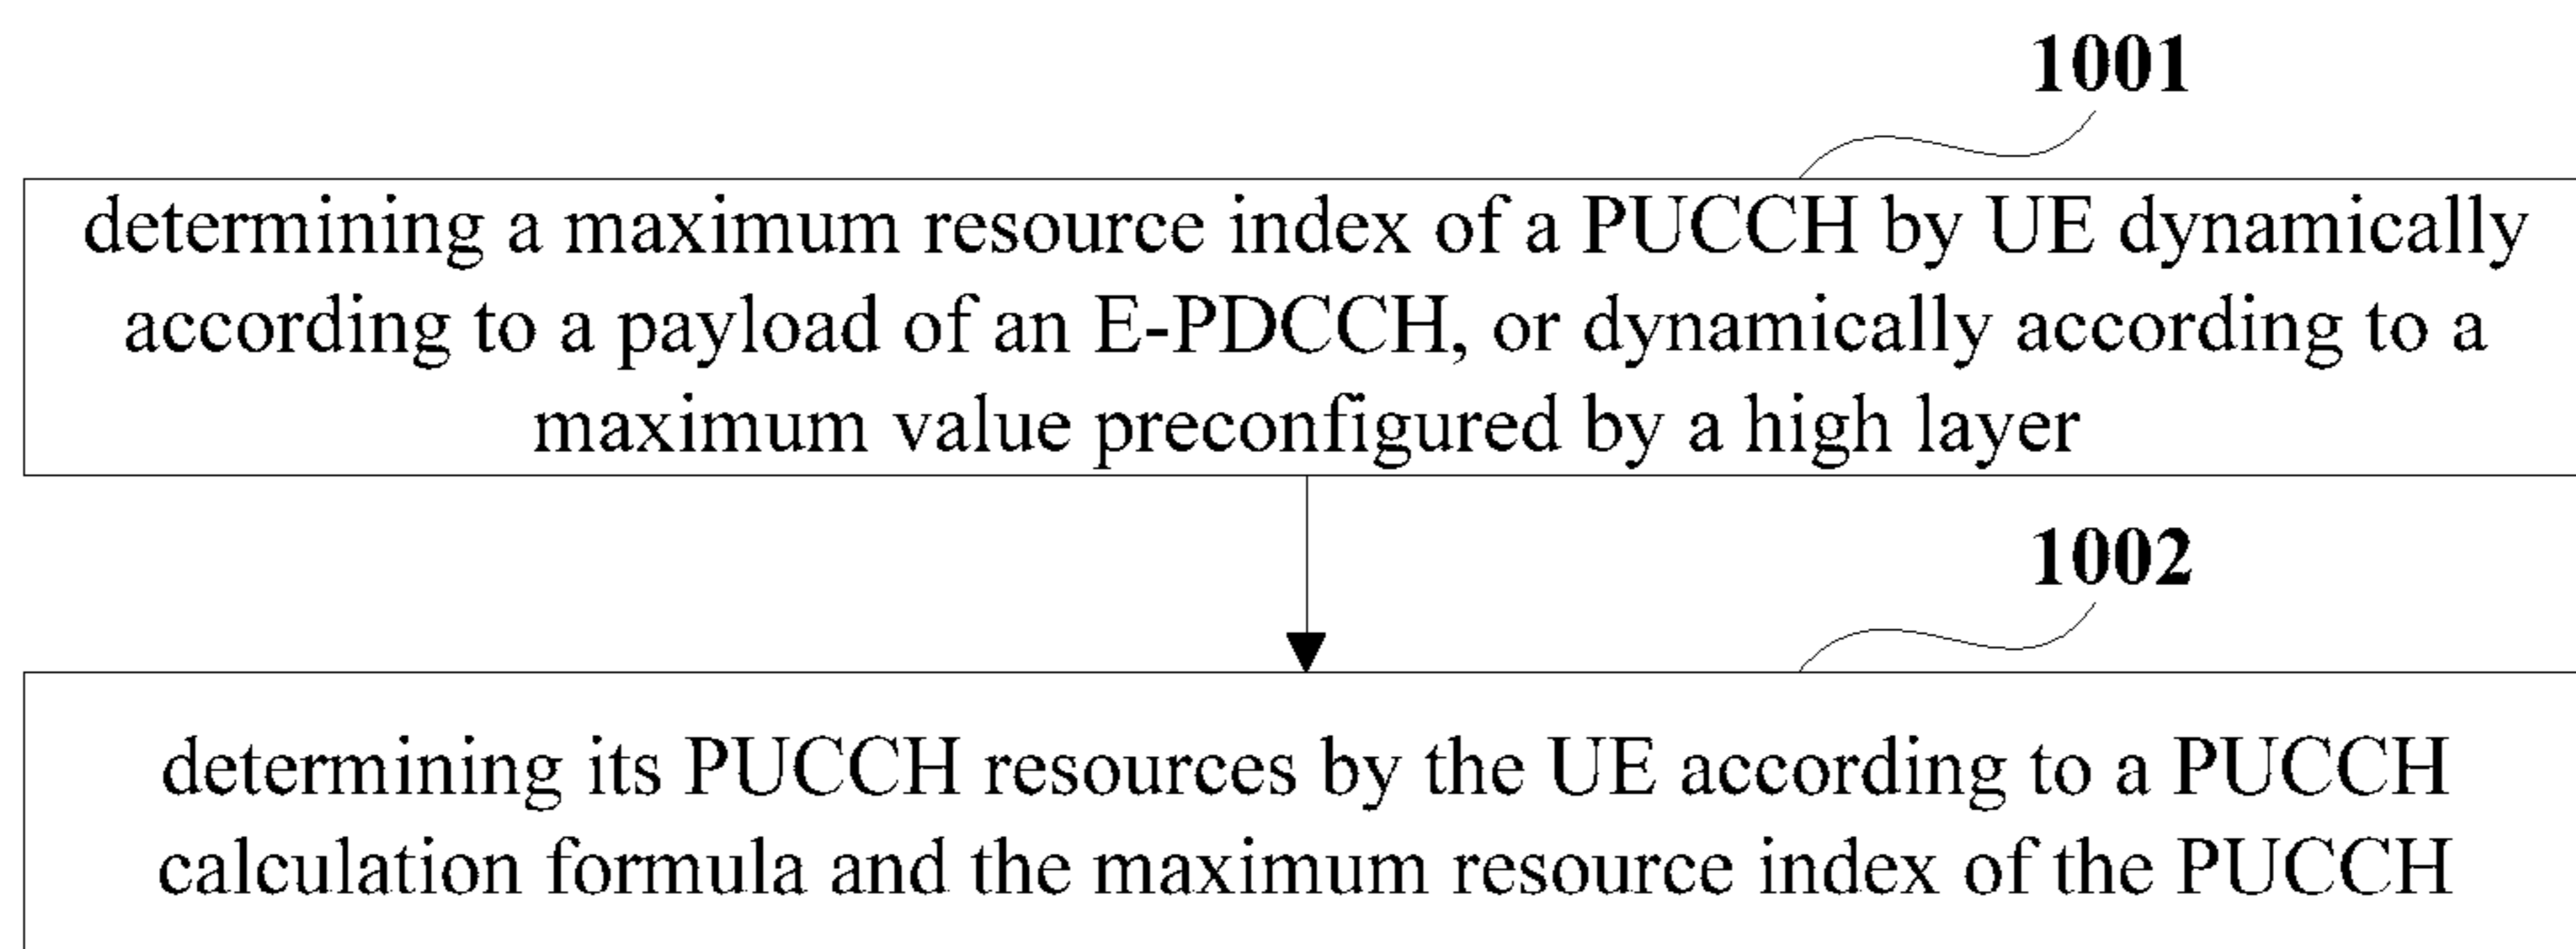 1001
determining a maximum resource index of a PUCCH by UE dynamically
according to a payload of an E-PDCCH, or dynamically according to a
maximum value preconfigured by a high layer
1002
determining its PUCCH resources by the UE according to a PUCCH
calculation formula and the maximum resource index of the PUCCH